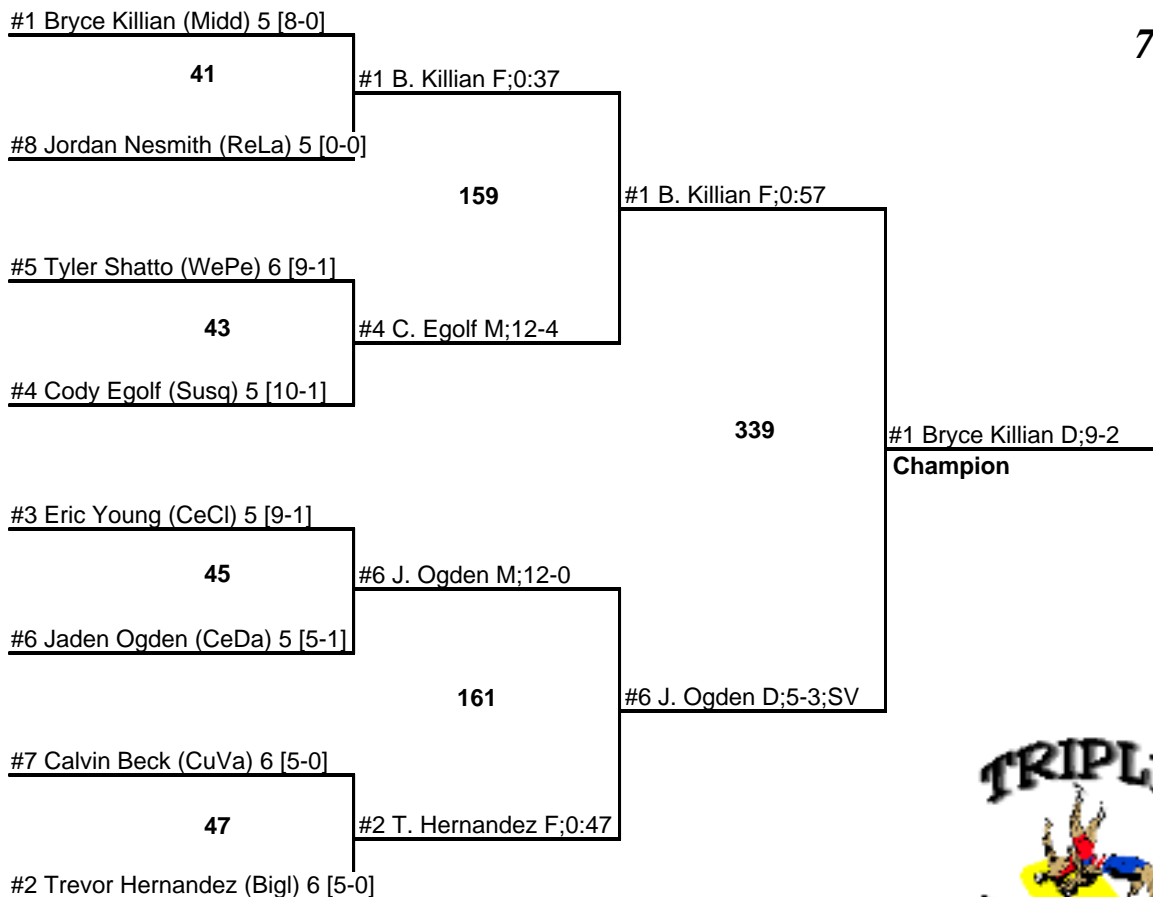 #1 Bryce Killian (Midd) 5 [8-0]
7
41
#1 B. Killian F;0:37
#8 Jordan Nesmith (ReLa) 5 [0-0]
159
#1 B. Killian F;0:57
#5 Tyler Shatto (WePe) 6 [9-1]
43
#4 C. Egolf M;12-4
#4 Cody Egolf (Susq) 5 [10-1]
339
#1 Bryce Killian D;9-2
Champion
#3 Eric Young (CeCl) 5 [9-1]
45
#6 J. Ogden M;12-0
#6 Jaden Ogden (CeDa) 5 [5-1]
161
#6 J. Ogden D;5-3;SV
#7 Calvin Beck (CuVa) 6 [5-0]
47
#2 T. Hernandez F;0:47
#2 Trevor Hernandez (Bigl) 6 [5-0]
TRIPL